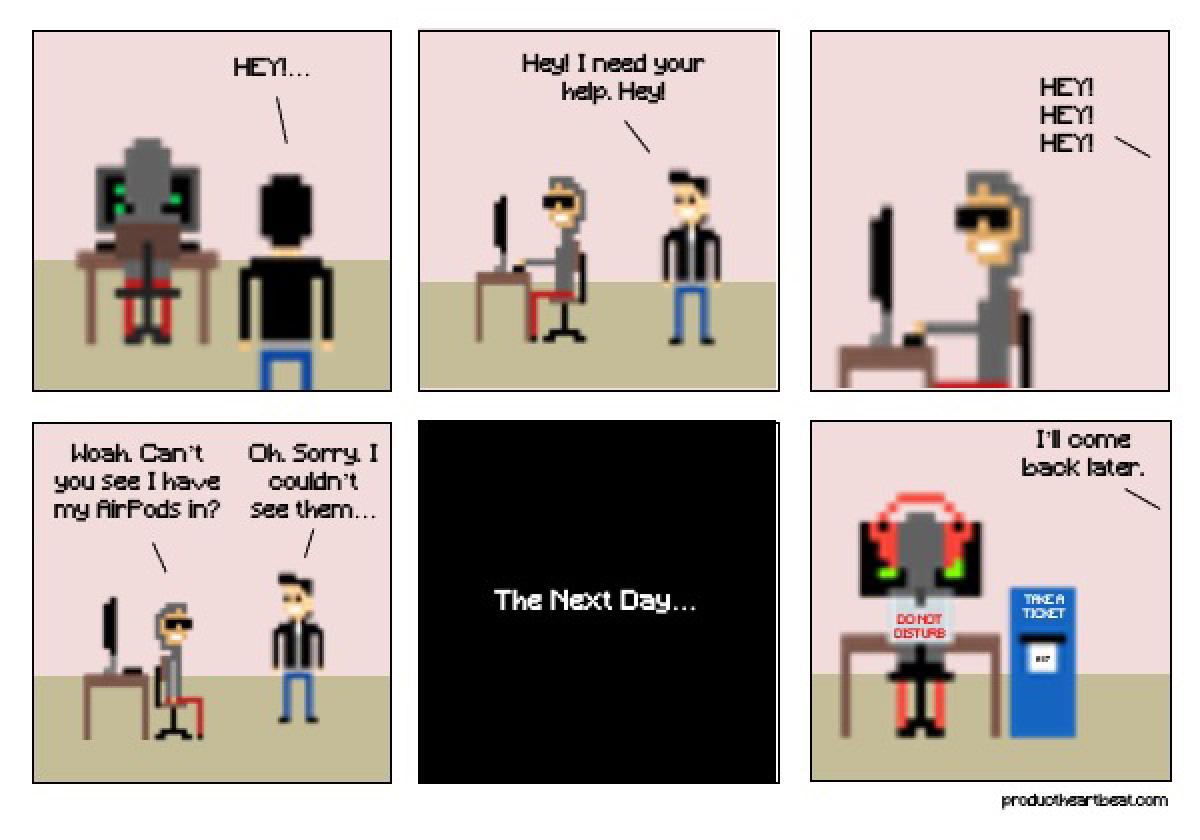 HEY!...
Hey! I need your
help. Hey!
HEY!
HEY!
HEY!
Woah. Can't
you see I have
my AirPods in?
Oh. Sorry. I
couldn't
see them...
The Next Day...
I'll come
back later.
DO NOT
DISTURB
TAKE A
TICKET
productheartbeat.com